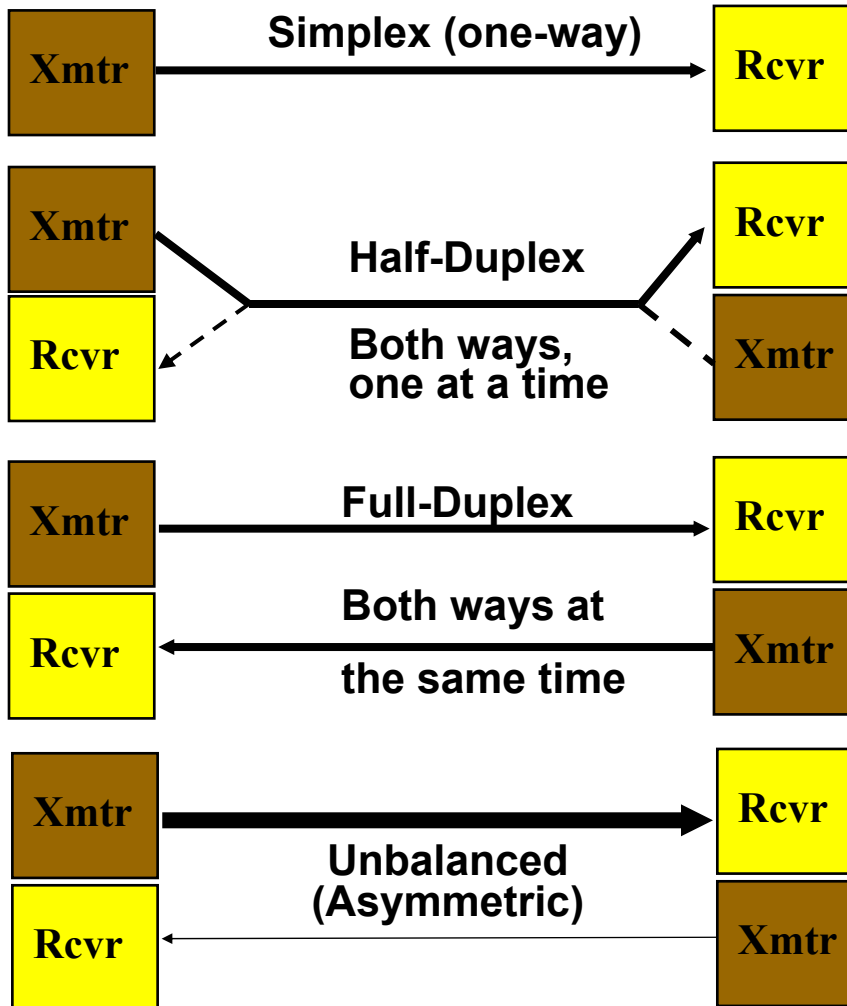 Simplex (one-way)
Xmtr
Rcvr
Xmtr
Rcvr
Half-Duplex
Rcvr
Both ways,
one at a time
Xmtr
Xmtr
Full-Duplex
Rcvr
Rcvr
Both ways at
the same time
Xmtr
Xmtr
Rcvr
Unbalanced
(Asymmetric)
Rcvr
Xmtr